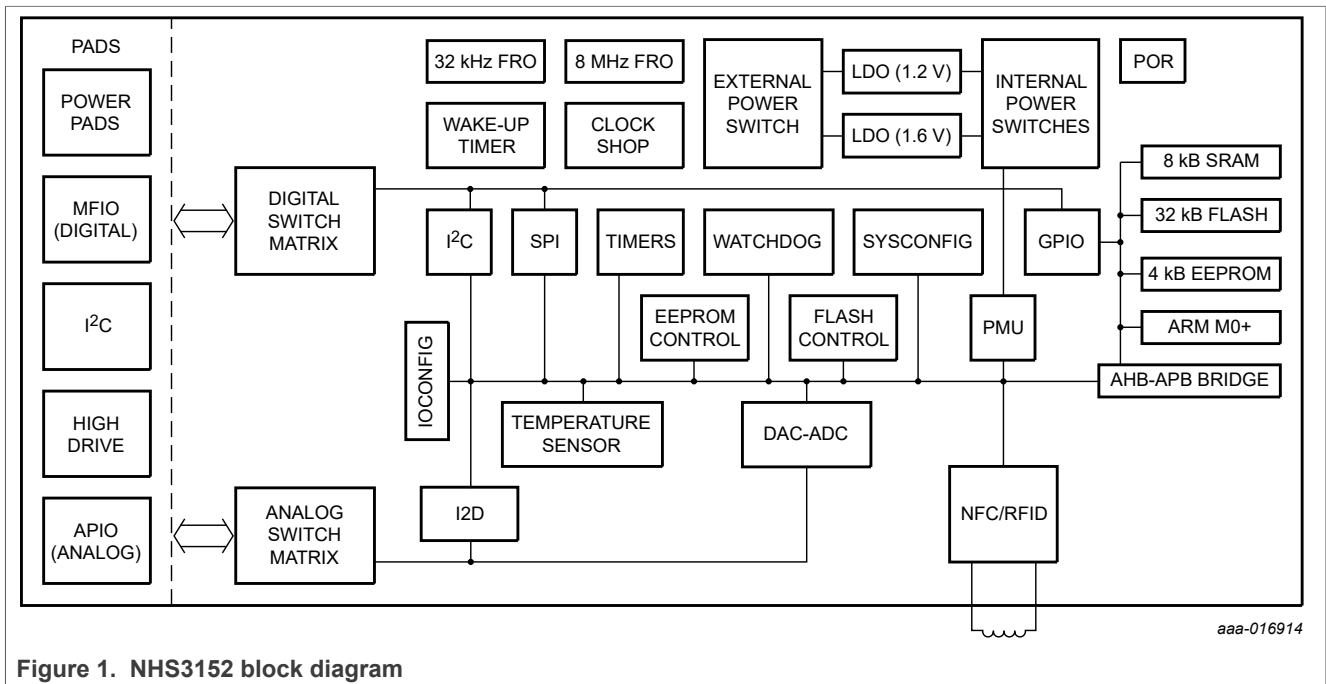 PADS
POWER
PADS
MFIO
(DIGITAL)
I²C
HIGH
DRIVE
APIO
(ANALOG)
DIGITAL
SWITCH
MATRIX
ANALOG
SWITCH
MATRIX
32 kHz FRO
8 MHz FRO
WAKE-UP
TIMER
CLOCK
SHOP
EXTERNAL
POWER
SWITCH
LDO (1.2 V)
LDO (1.6 V)
INTERNAL
POWER
SWITCHES
POR
I²C
SPI
TIMERS
WATCHDOG
SYSCONFIG
GPIO
8 kB SRAM
32 kB FLASH
4 kB EEPROM
ARM M0+
AHB-APB BRIDGE
IOCONFIG
EEPROM
CONTROL
FLASH
CONTROL
PMU
TEMPERATURE
SENSOR
DAC-ADC
I2D
NFC/RFID
aaa-016914
Figure 1. NHS3152 block diagram